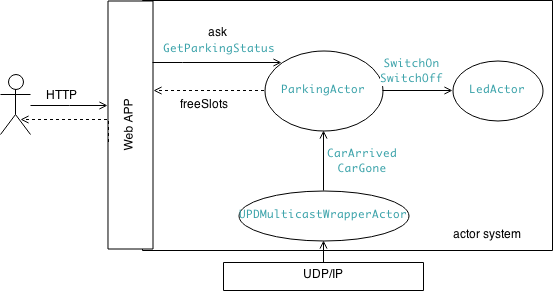 ask
GetParkingStatus
SwitchOn
SwitchOff
HTTP
Web APP
ParkingActor
LedActor
freeSlots
CarArrived
CarGone
UPDMulticastWrapperActor
actor system
UDP/IP